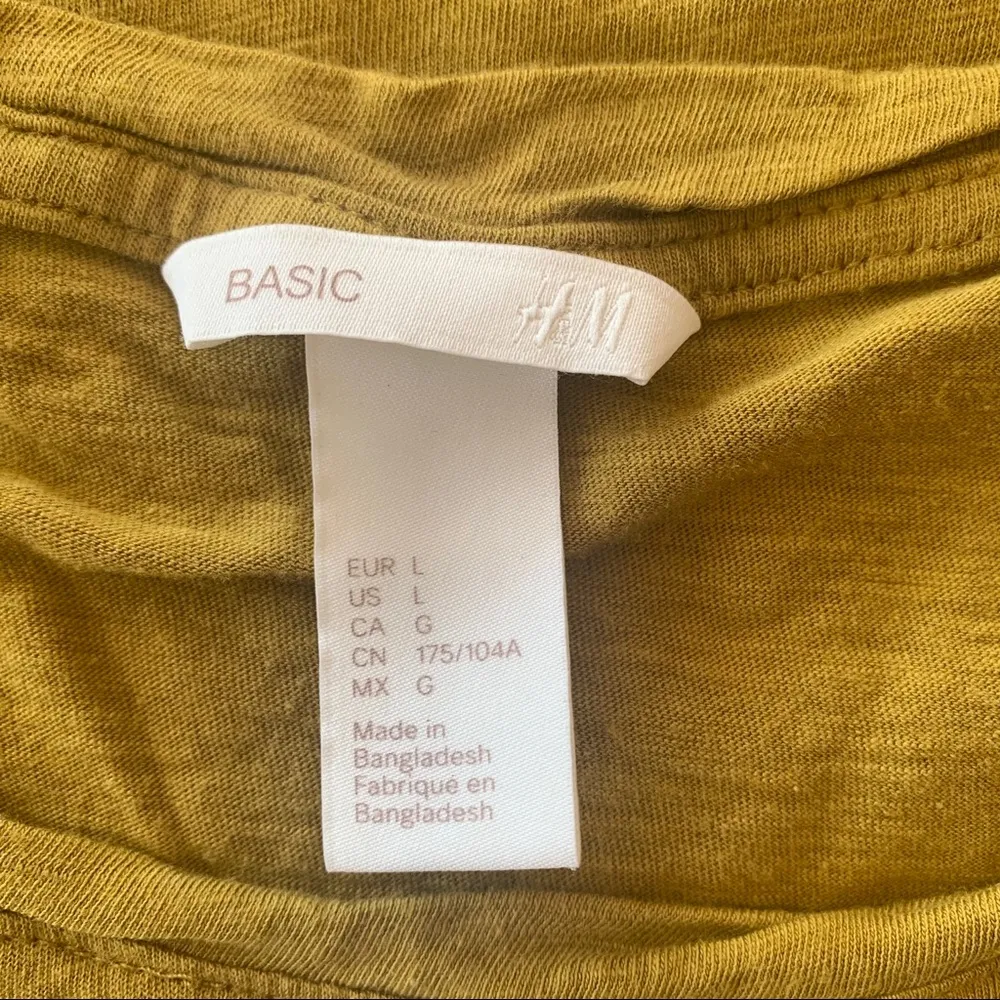 BASIC H&M
EUR L
US L
CA G
CN 175/104A
MX G
Made in
Bangladesh
Fabriqué en
Bangladesh